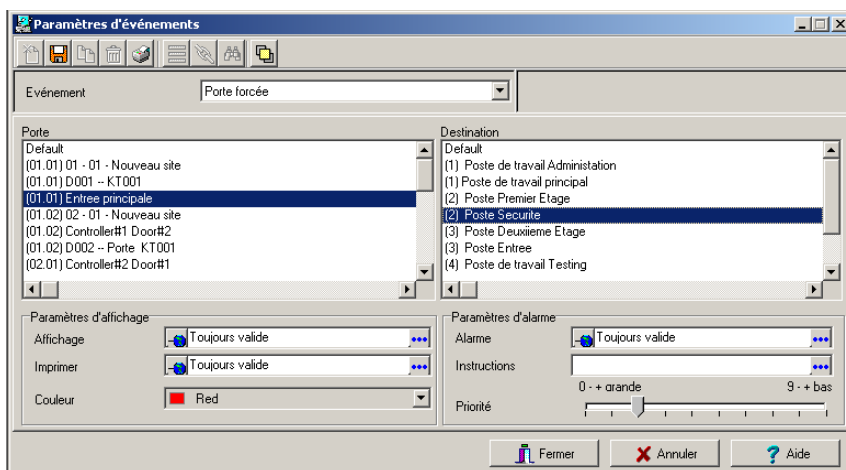 Paramètres d'événements
Evénement
Porte forcée
Porte
Default
(01.01) 01 - 01 - Nouveau site
(01.01) D001 -- KT001
(01.01) Entree principale
(01.02) 02 - 01 - Nouveau site
(01.02) Controller#1 Door#2
(01.02) D002 -- Porte KT001
(02.01) Controller#2 Door#1
Destination
Default
(1) Poste de travail Administation
(1) Poste de travail principal
(2) Poste Premier Etage
(2) Poste Securite
(3) Poste Deuxiieme Etage
(3) Poste Entree
(4) Poste de travail Testing
Paramètres d'affichage
Affichage Toujours valide
Imprimer Toujours valide
Couleur Red
Paramètres d'alarme
Alarme Toujours valide
Instructions
0 - + grande 9 - + bas
Priorité
Fermer Annuler Aide